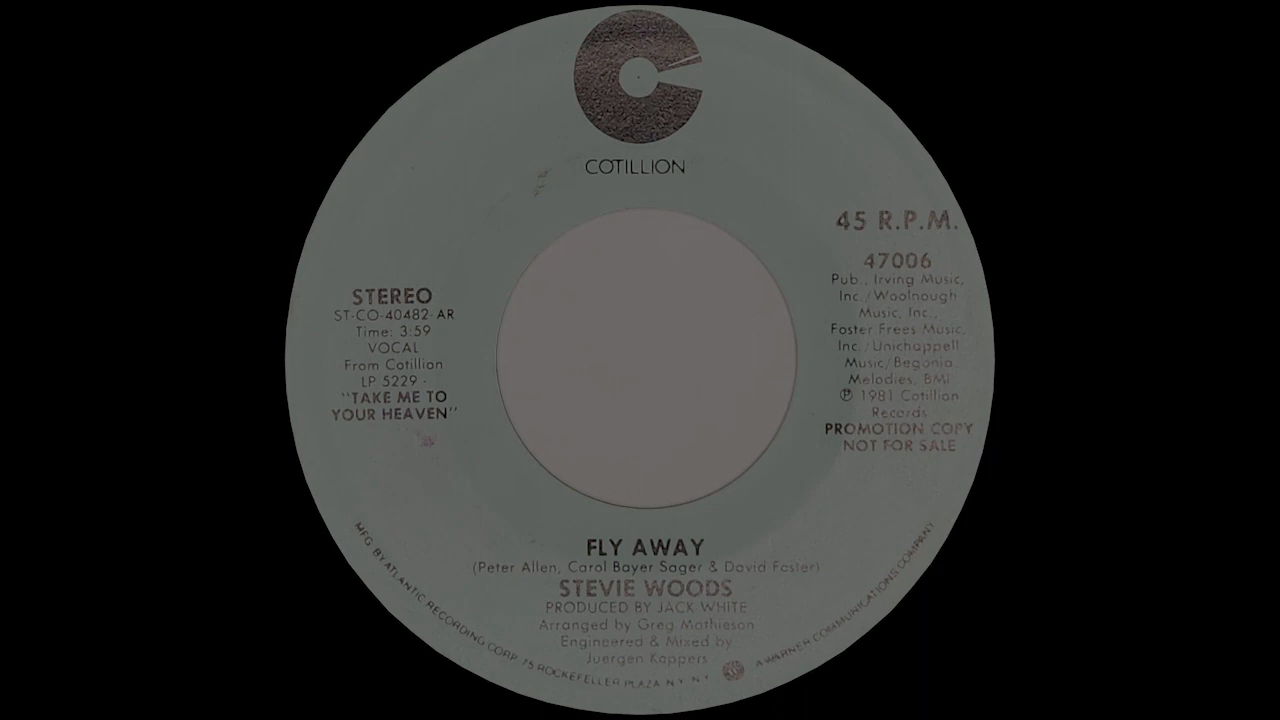 COTILLION
45 R.P.M.
47006
Pub., Irving Music,
Inc./Woolnough
Music, Inc.,
Foster Frees Music,
Inc./Unichappell
Music/Begonia
Melodies, BMI
℗ 1981 Cotillion
Records
PROMOTION COPY
NOT FOR SALE
STEREO
ST-CO-40482-AR
Time: 3:59
VOCAL
From Cotillion
LP 5229 -
"TAKE ME TO
YOUR HEAVEN"
FLY AWAY
(Peter Allen, Carol Bayer Sager & David Foster)
STEVIE WOODS
PRODUCED BY JACK WHITE
Arranged by Greg Mathieson
Engineered & Mixed by
Juergen Koppers
MFG. BY ATLANTIC RECORDING CORP. 75 ROCKEFELLER PLAZA N.Y. N.Y.
A WARNER COMMUNICATIONS COMPANY